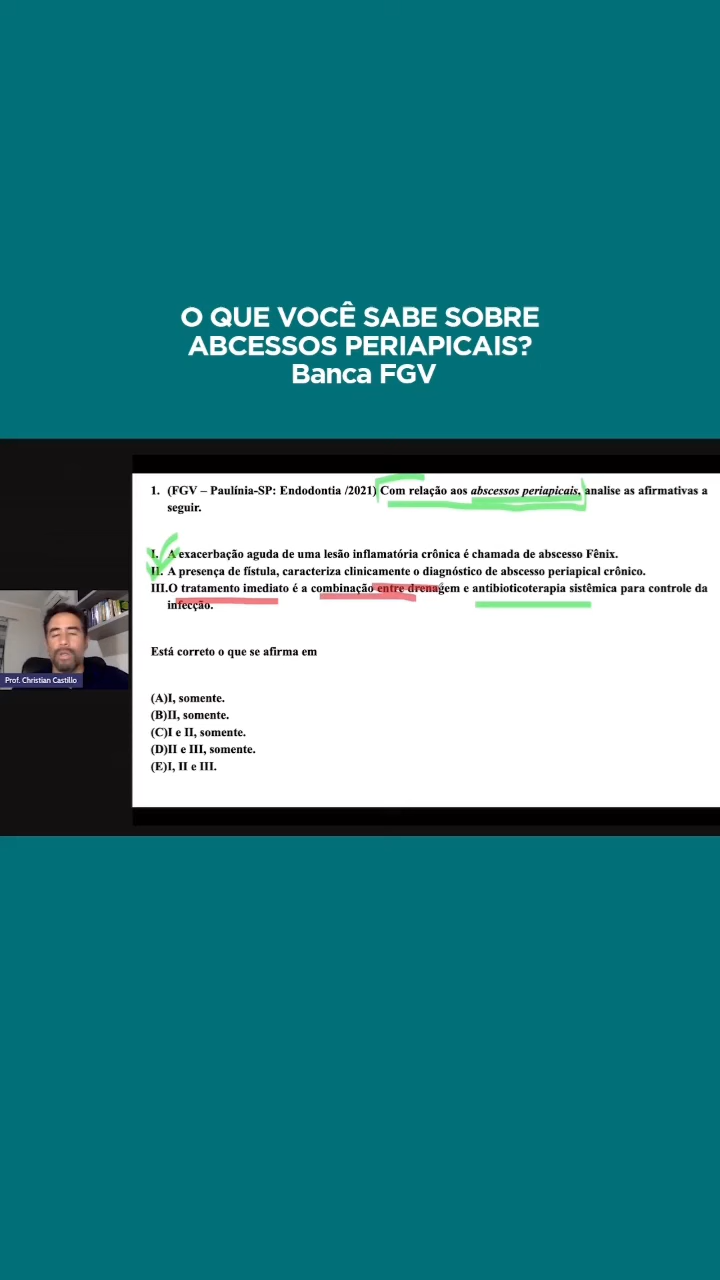 O QUE VOCÊ SABE SOBRE
ABCESSOS PERIAPICAIS?
Banca FGV
1. (FGV – Paulínia-SP: Endodontia /2021) Com relação aos abscessos periapicais, analise as afirmativas a
seguir.
I. A exacerbação aguda de uma lesão inflamatória crônica é chamada de abscesso Fênix.
II. A presença de fístula, caracteriza clinicamente o diagnóstico de abscesso periapical crônico.
III.O tratamento imediato é a combinação entre drenagem e antibioticoterapia sistêmica para controle da
infecção.
Prof. Christian Castillo
Está correto o que se afirma em
(A)I, somente.
(B)II, somente.
(C)I e II, somente.
(D)II e III, somente.
(E)I, II e III.